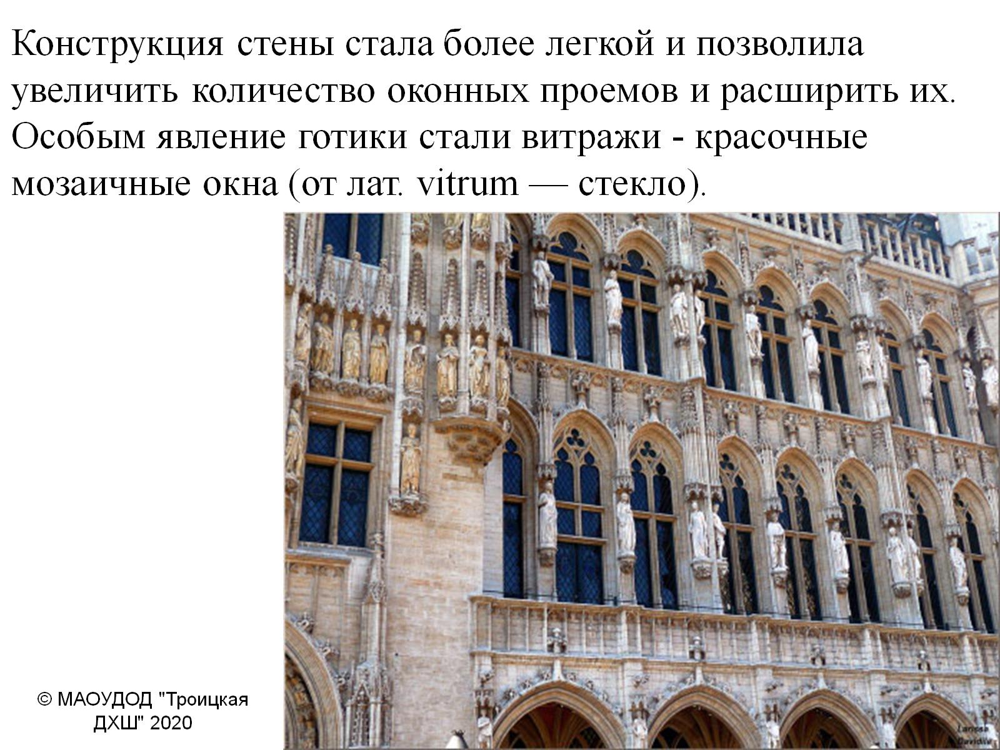 Конструкция стены стала более легкой и позволила
увеличить количество оконных проемов и расширить их.
Особым явление готики стали витражи - красочные
мозаичные окна (от лат. vitrum — стекло).
© МАОУДОД "Троицкая
ДХШ" 2020
Larissa